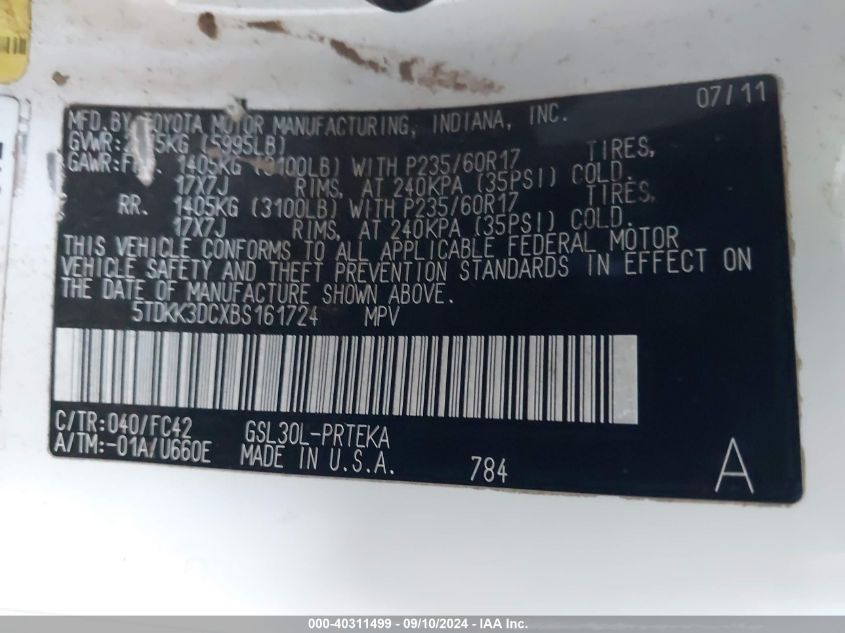 07/11
MFD. BY TOYOTA MOTOR MANUFACTURING, INDIANA, INC.
GVWR: 5KG (5995LB)
GAWR: 1405KG (3100LB) WITH P235/60R17 TIRES,
17X7J RIMS, AT 240KPA (35PSI) COLD.
RR. 1405KG (3100LB) WITH P235/60R17 TIRES,
17X7J RIMS, AT 240KPA (35PSI) COLD.
THIS VEHICLE CONFORMS TO ALL APPLICABLE FEDERAL MOTOR
VEHICLE SAFETY AND THEFT PREVENTION STANDARDS IN EFFECT ON
THE DATE OF MANUFACTURE SHOWN ABOVE.
5TDKK3DCXBS161724 MPV
C/TR:040/FC42 GSL30L-PRTEKA
A/TM:-01A/U660E MADE IN U.S.A. 784 A
000-40311499 - 09/10/2024 - IAA Inc.